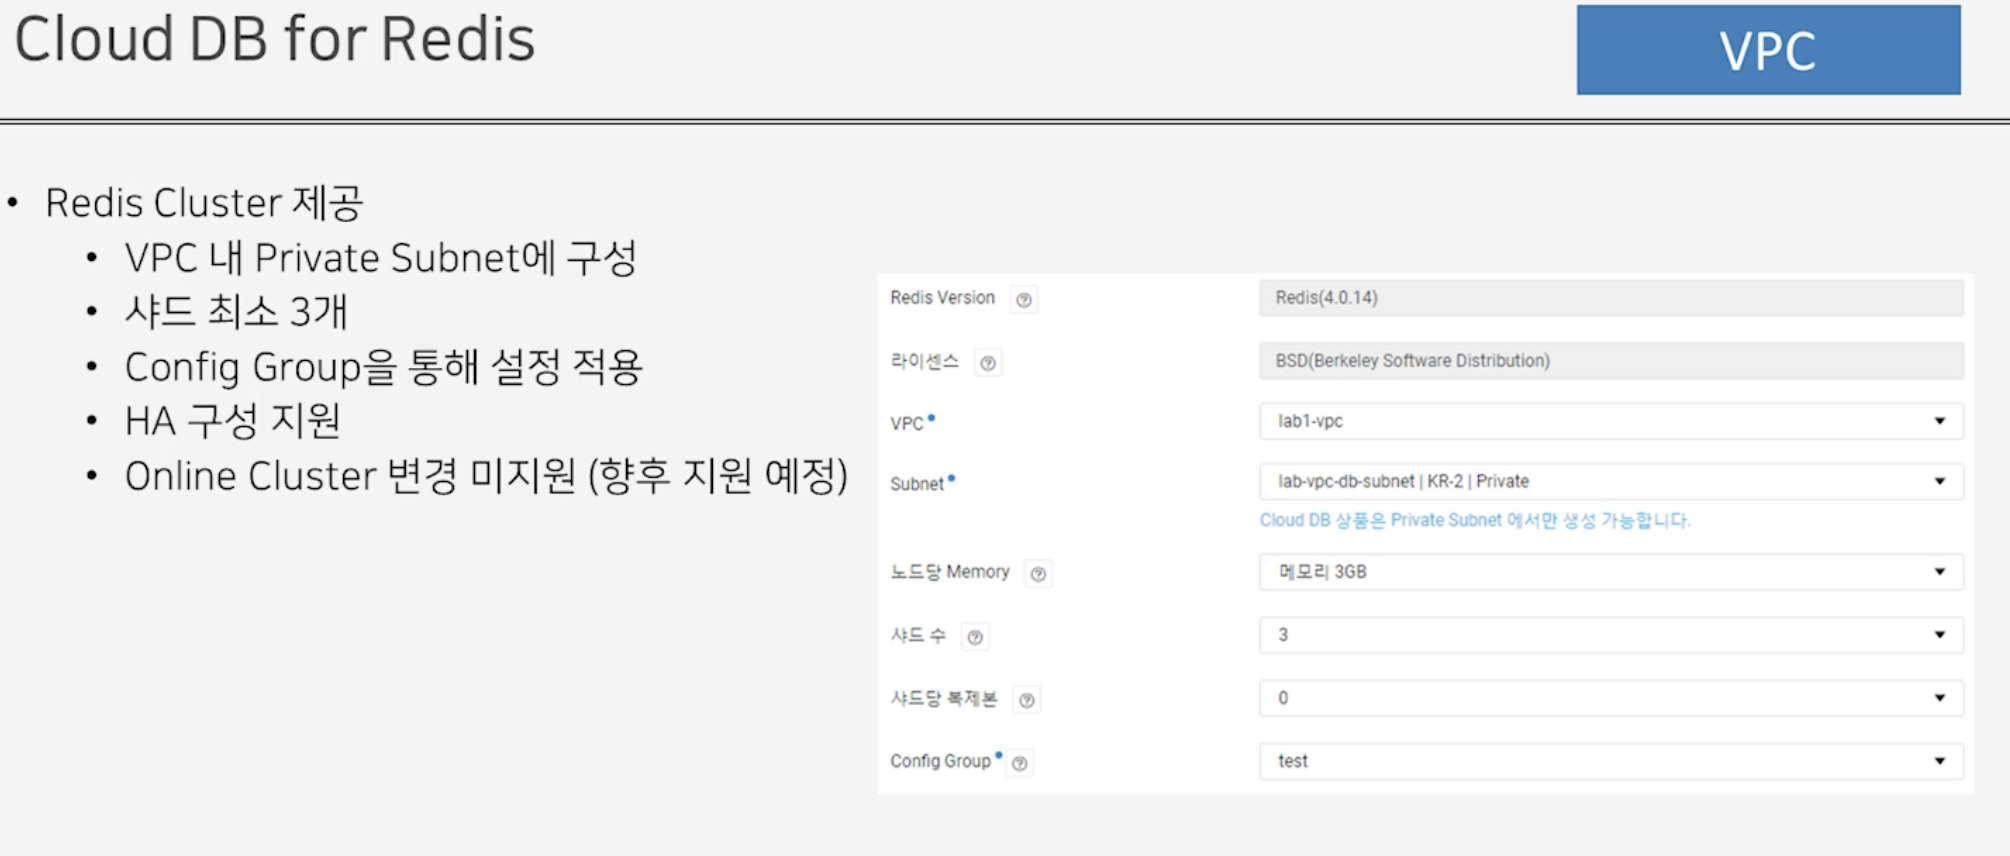 Cloud DB for Redis
VPC
• Redis Cluster 제공
• VPC 내 Private Subnet에 구성
• 샤드 최소 3개
• Config Group을 통해 설정 적용
• HA 구성 지원
• Online Cluster 변경 미지원 (향후 지원 예정)
Redis Version ? Redis(4.0.14)
라이센스 ? BSD(Berkeley Software Distribution)
VPC• lab1-vpc
Subnet• lab-vpc-db-subnet | KR-2 | Private
Cloud DB 상품은 Private Subnet 에서만 생성 가능합니다.
노드당 Memory ? 메모리 3GB
샤드 수 ? 3
샤드당 복제본 ? 0
Config Group• ? test